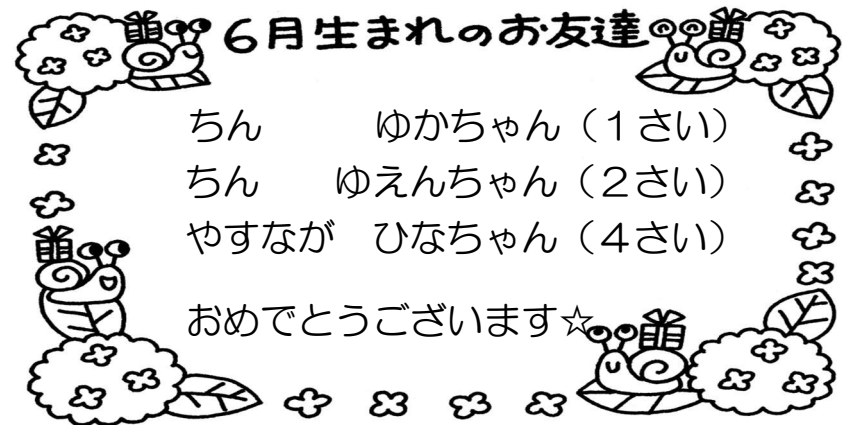 6月生まれのお友達
ちん　　　ゆかちゃん（１さい）
ちん　　ゆえんちゃん（２さい）
やすなが　ひなちゃん（４さい）
おめでとうございます☆